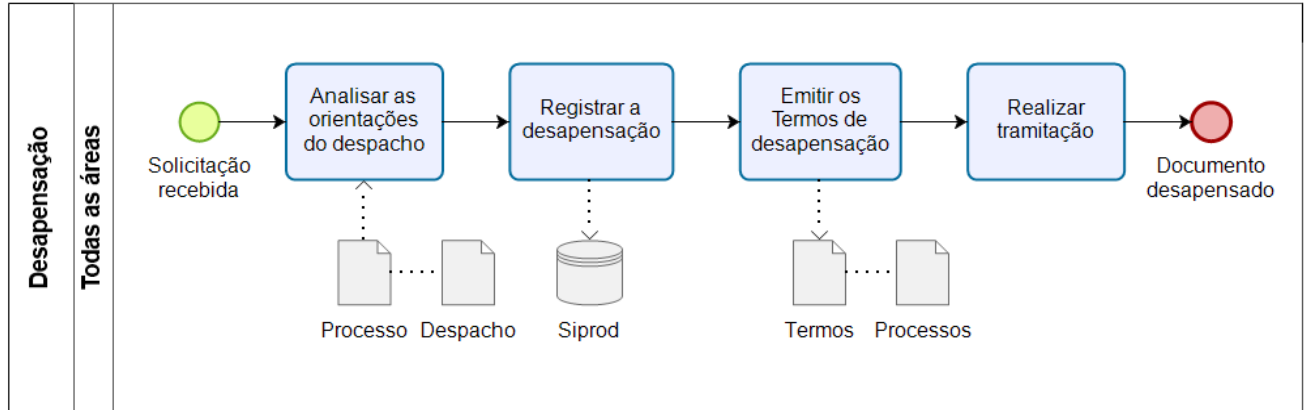 Desapensação
Todas as áreas
Solicitação
recebida
Analisar as
orientações
do despacho
Registrar a
desapensação
Emitir os
Termos de
desapensação
Realizar
tramitação
Documento
desapensado
Processo
Despacho
Siprod
Termos
Processos